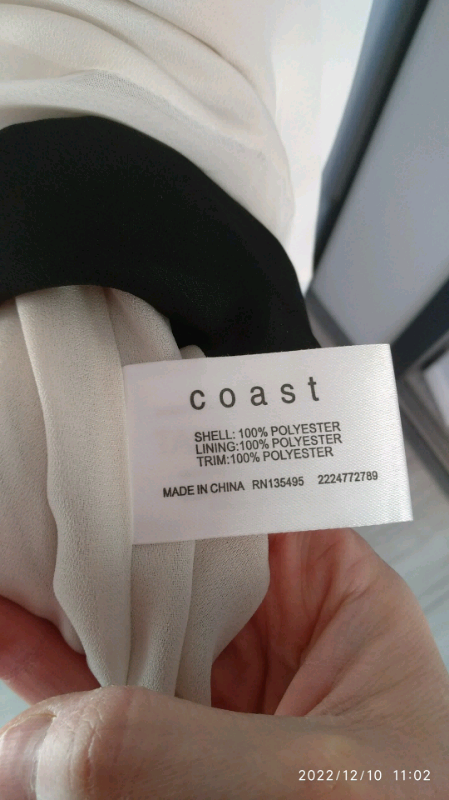 coast
SHELL: 100% POLYESTER
LINING:100% POLYESTER
TRIM:100% POLYESTER
MADE IN CHINA RN135495 2224772789
2022/12/10 11:02